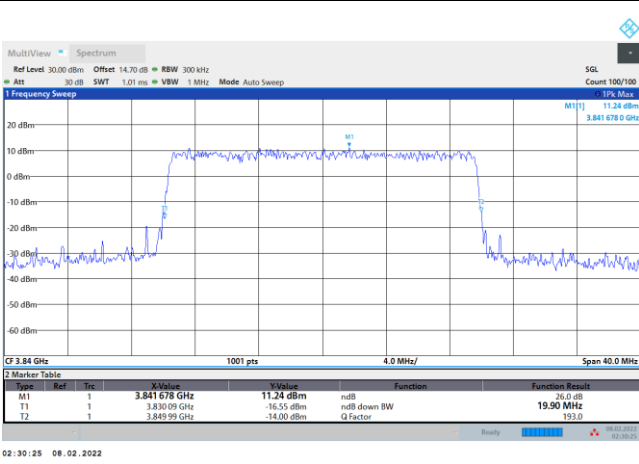 MultiView Spectrum
Ref Level 30.00 dBm Offset 14.70 dB RBW 300 kHz SGL
Att 30 dB SWT 1.01 ms VBW 1 MHz Mode Auto Sweep Count 100/100
1 Frequency Sweep 1Pk Max
M1[1] 11.24 dBm
3.841 678 0 GHz
20 dBm
M1
10 dBm
0 dBm
-10 dBm
T1 T2
-20 dBm
-30 dBm
-40 dBm
-50 dBm
-60 dBm
CF 3.84 GHz 1001 pts 4.0 MHz/ Span 40.0 MHz
2 Marker Table
Type Ref Trc X-Value Y-Value Function Function Result
M1 1 3.841 678 GHz 11.24 dBm ndB 26.0 dB
T1 1 3.830 09 GHz -16.55 dBm ndB down BW 19.90 MHz
T2 1 3.849 99 GHz -14.00 dBm Q Factor 193.0
Ready 08.02.2022
02:30:25
02:30:25 08.02.2022